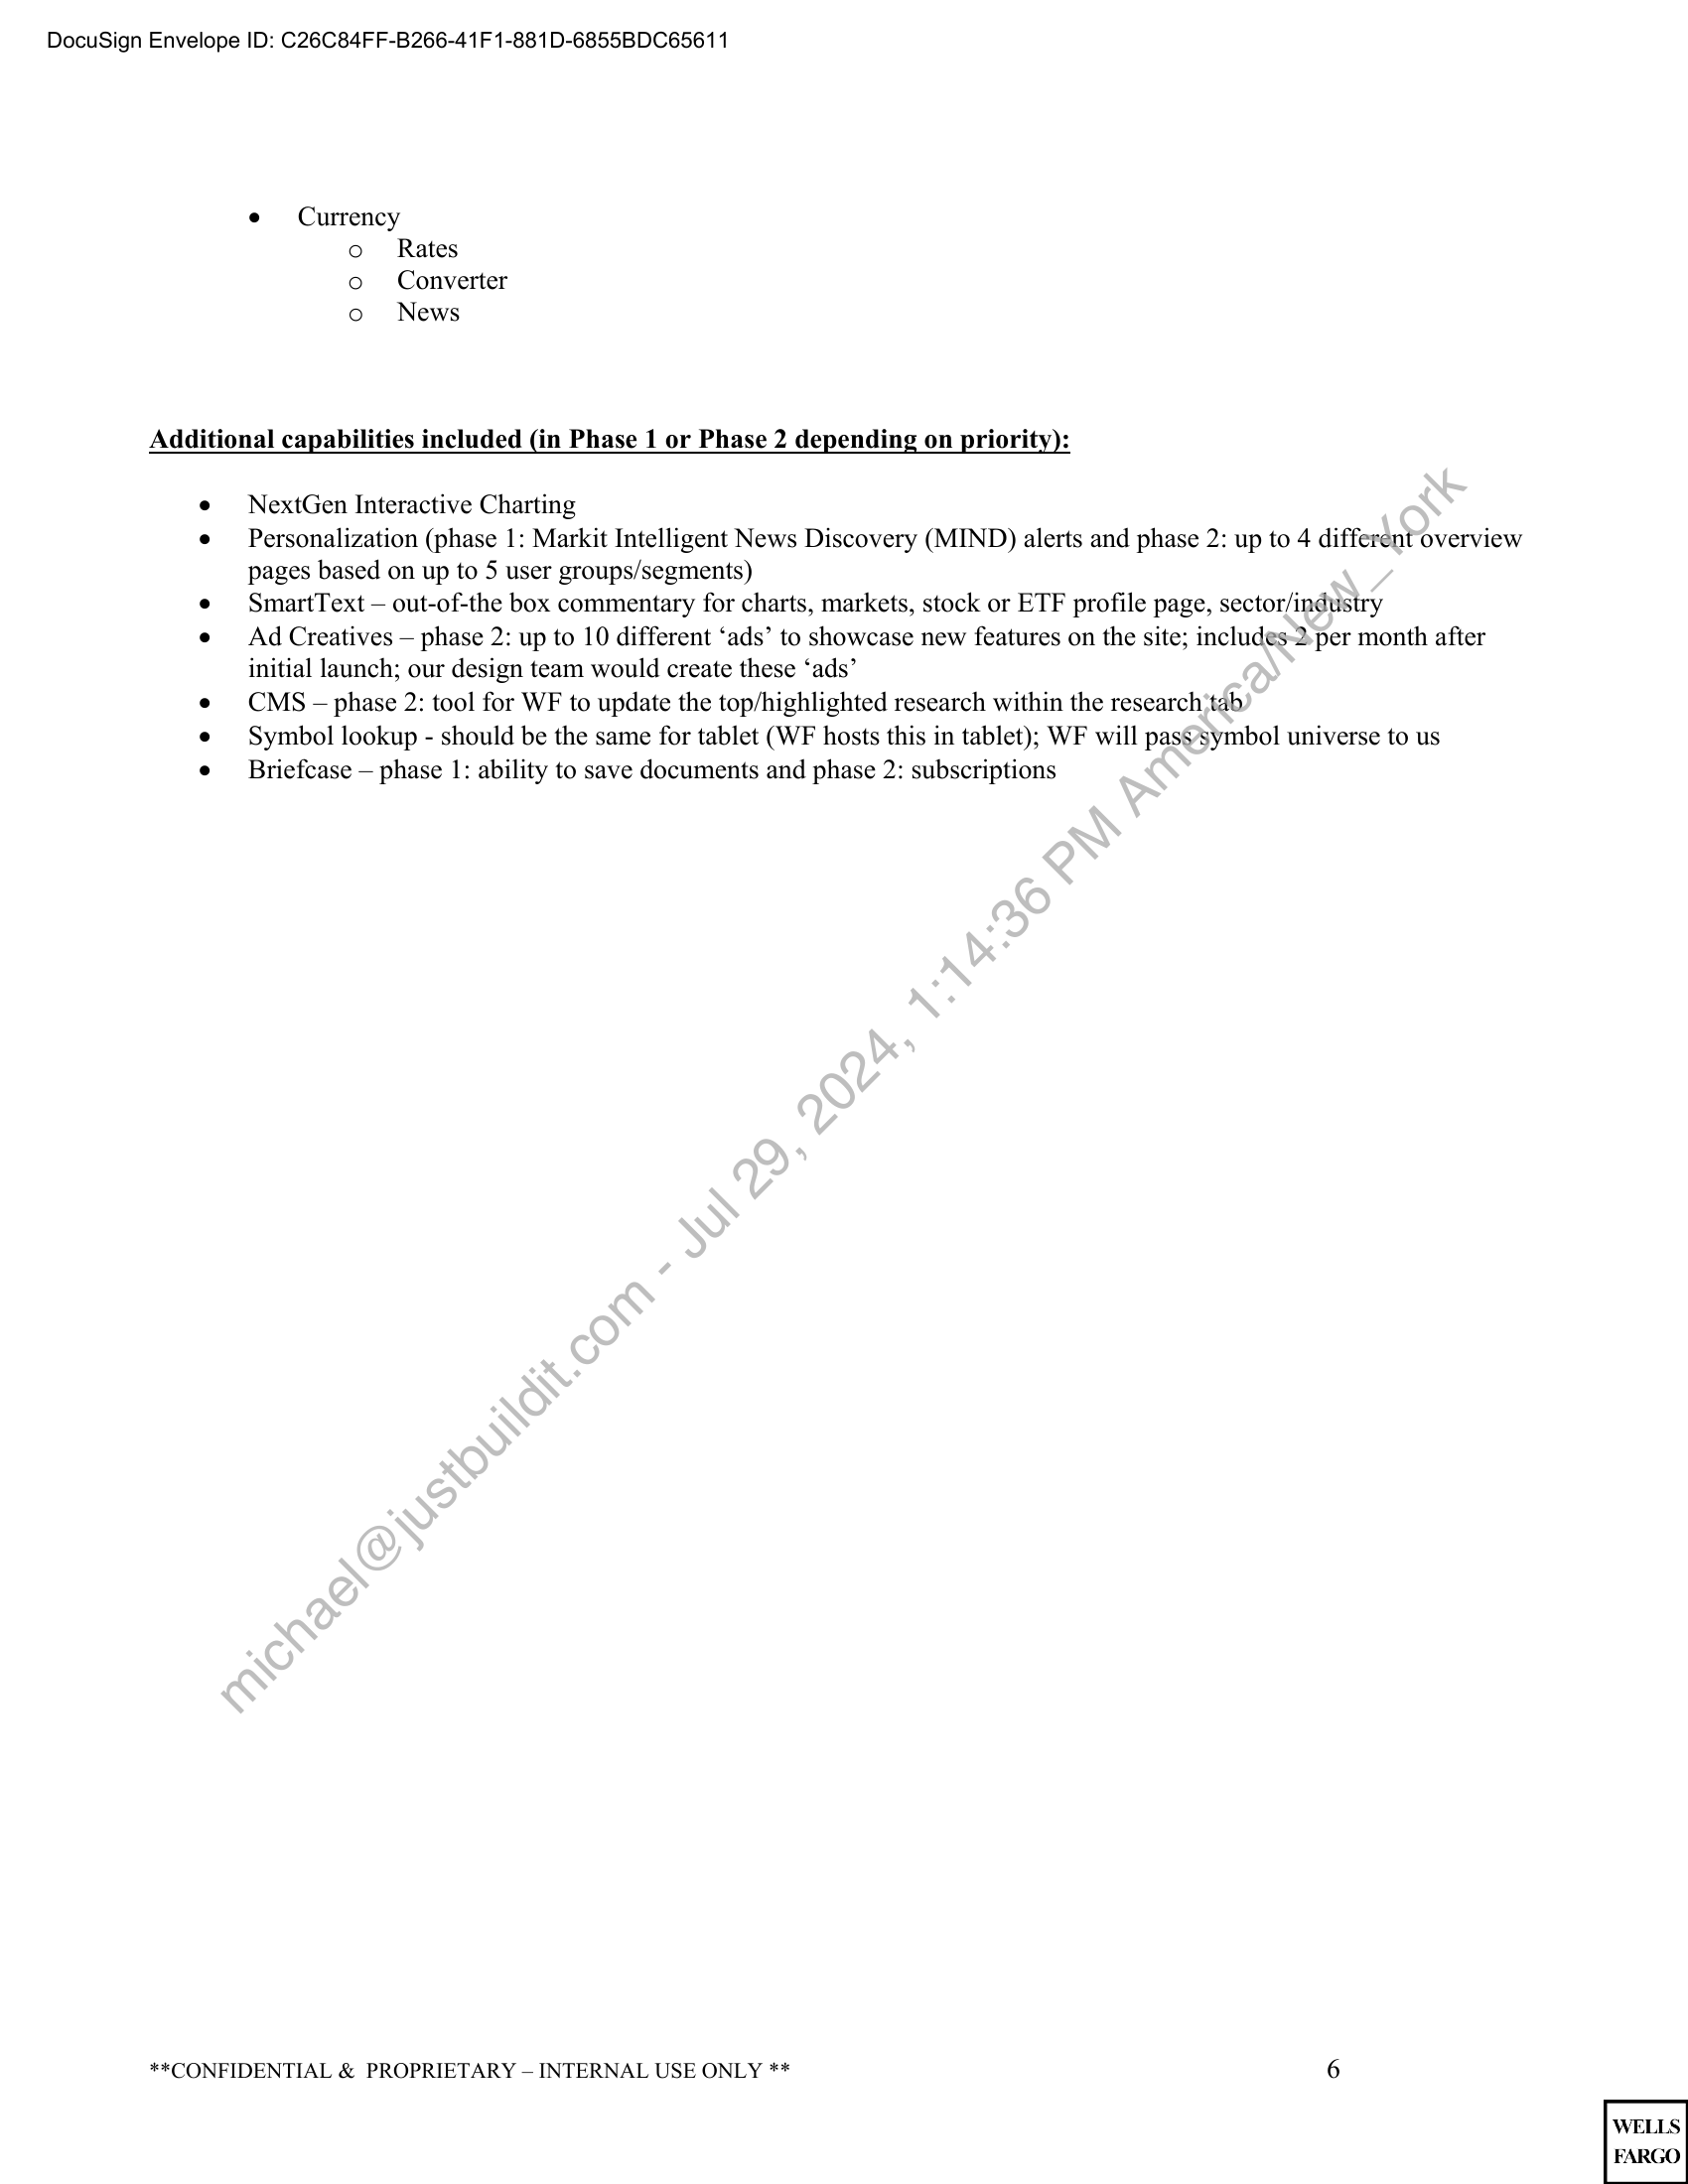 DocuSign Envelope ID: C26C84FF-B266-41F1-881D-6855BDC65611
• Currency
o Rates
o Converter
o News
Additional capabilities included (in Phase 1 or Phase 2 depending on priority):
• NextGen Interactive Charting
• Personalization (phase 1: Markit Intelligent News Discovery (MIND) alerts and phase 2: up to 4 different overview
pages based on up to 5 user groups/segments)
• SmartText – out-of-the box commentary for charts, markets, stock or ETF profile page, sector/industry
• Ad Creatives – phase 2: up to 10 different ‘ads’ to showcase new features on the site; includes 2 per month after
initial launch; our design team would create these ‘ads’
• CMS – phase 2: tool for WF to update the top/highlighted research within the research tab
• Symbol lookup - should be the same for tablet (WF hosts this in tablet); WF will pass symbol universe to us
• Briefcase – phase 1: ability to save documents and phase 2: subscriptions
michael@justbuildit.com - Jul 29, 2024, 1:14:36 PM America/New_York
**CONFIDENTIAL & PROPRIETARY – INTERNAL USE ONLY **
6
WELLS
FARGO